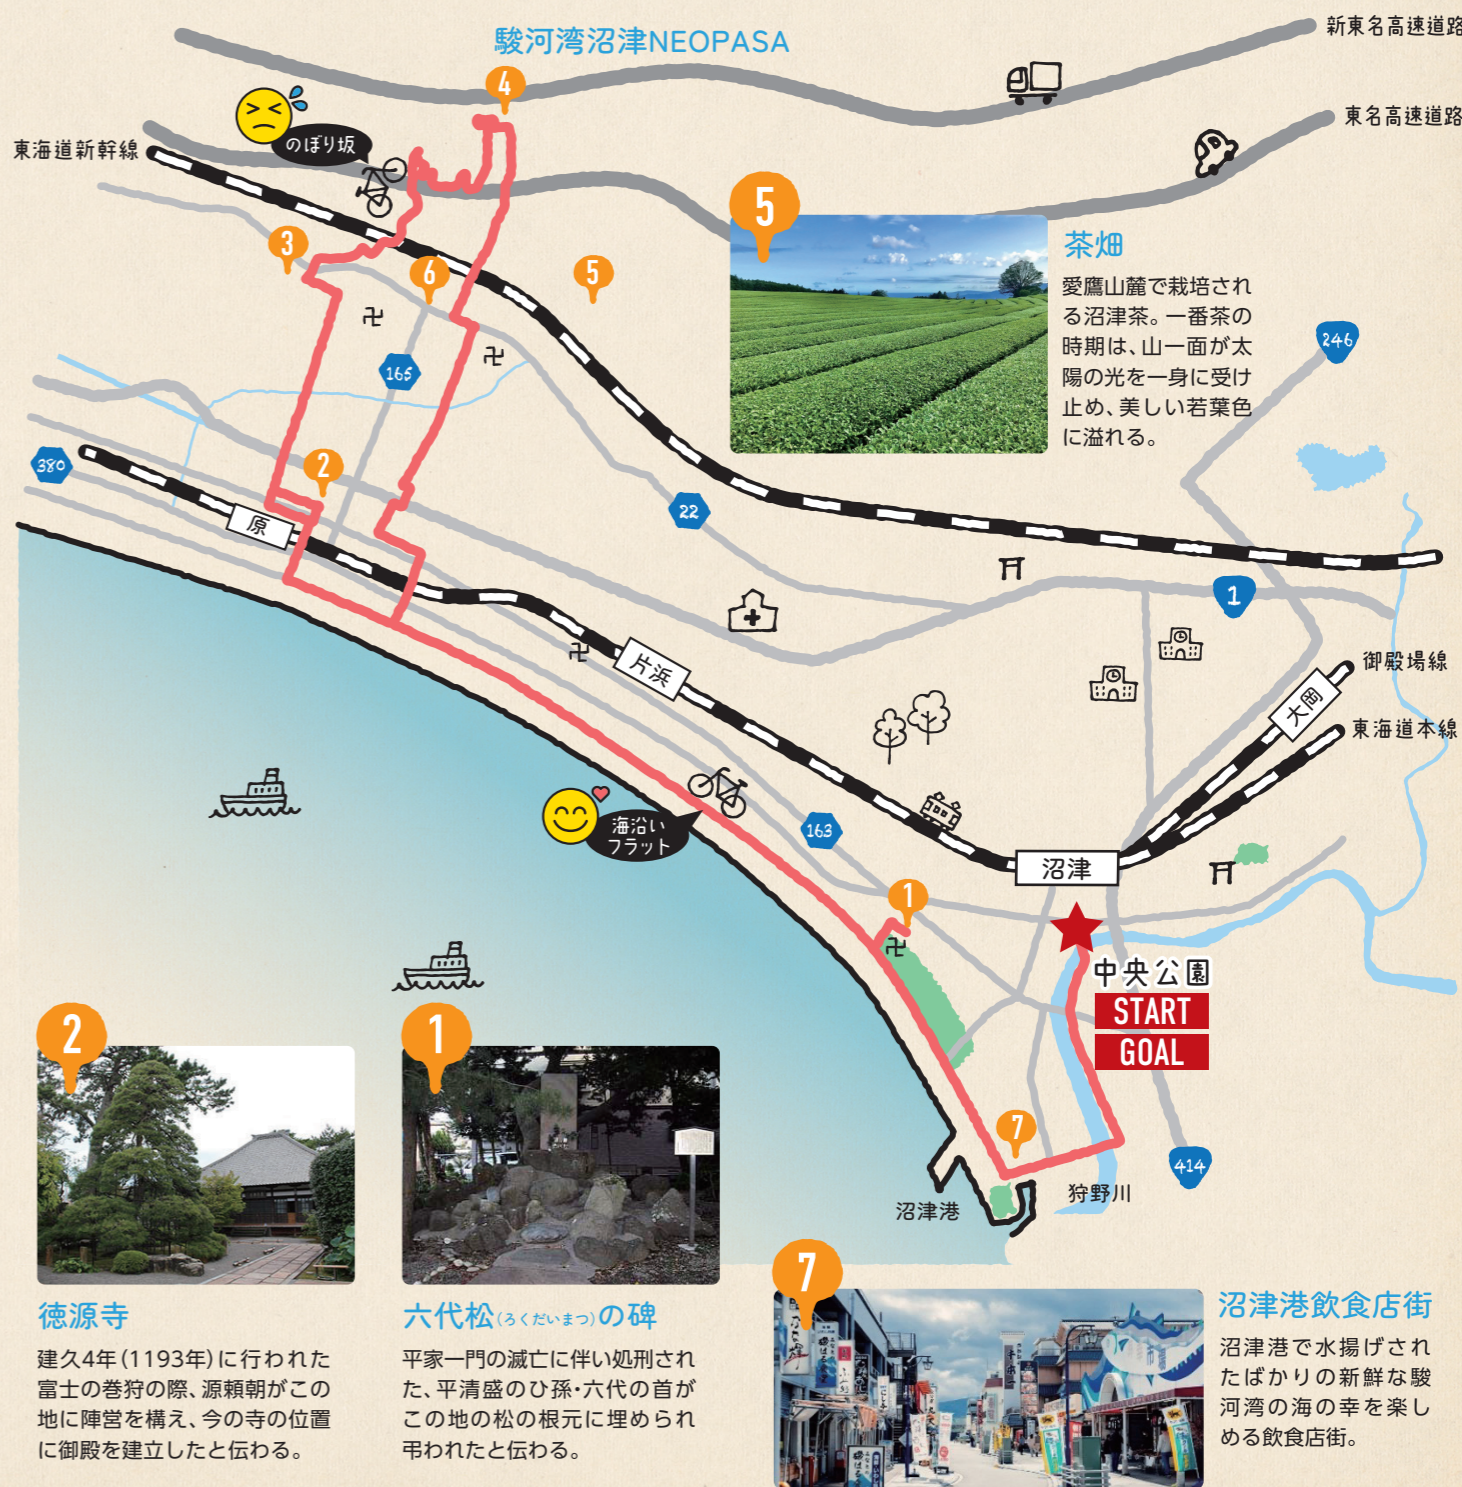 駿河湾沼津NEOPASA
新東名高速道路
東名高速道路
4
のぼり坂
東海道新幹線
3
6
5
5
茶畑
愛鷹山麓で栽培され
る沼津茶。一番茶の
時期は、山一面が太
陽の光を一身に受け
止め、美しい若葉色
に溢れる。
246
165
380
2
22
原
1
片浜
御殿場線
大岡
東海道本線
海沿い
フラット
163
沼津
1
中央公園
START
GOAL
7
414
狩野川
沼津港
2
徳源寺
建久4年(1193年)に行われた
富士の巻狩の際、源頼朝がこの
地に陣営を構え、今の寺の位置
に御殿を建立したと伝わる。
1
六代松(ろくだいまつ)の碑
平家一門の滅亡に伴い処刑され
た、平清盛のひ孫・六代の首が
この地の松の根元に埋められ
弔われたと伝わる。
7
沼津港飲食店街
沼津港で水揚げされ
たばかりの新鮮な駿
河湾の海の幸を楽し
める飲食店街。